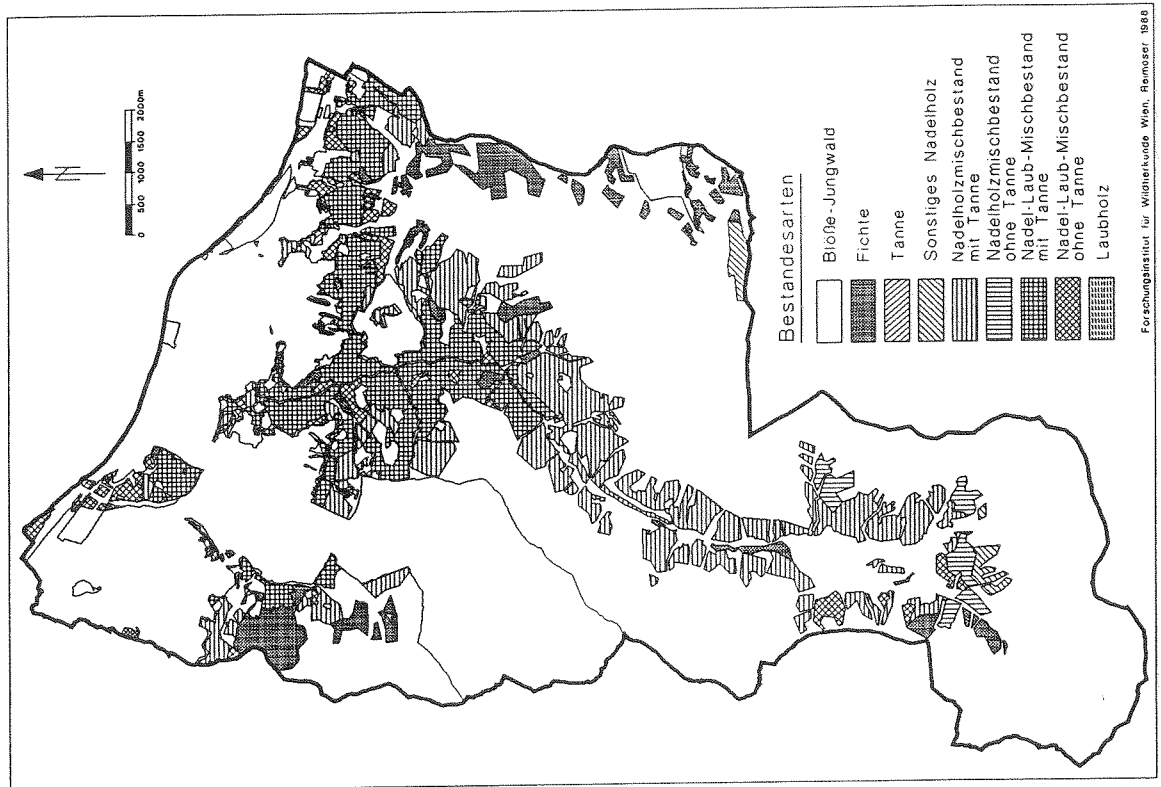 N
0 500 1000 1500 2000m
Bestandesarten
Blöße-Jungwald
Fichte
Tanne
Sonstiges Nadelholz
Nadelholzmischbestand
mit Tanne
Nadelholzmischbestand
ohne Tanne
Nadel-Laub-Mischbestand
mit Tanne
Nadel-Laub-Mischbestand
ohne Tanne
Laubholz
Forschungsinstitut für Wildtierkunde Wien, Reimoser 1988